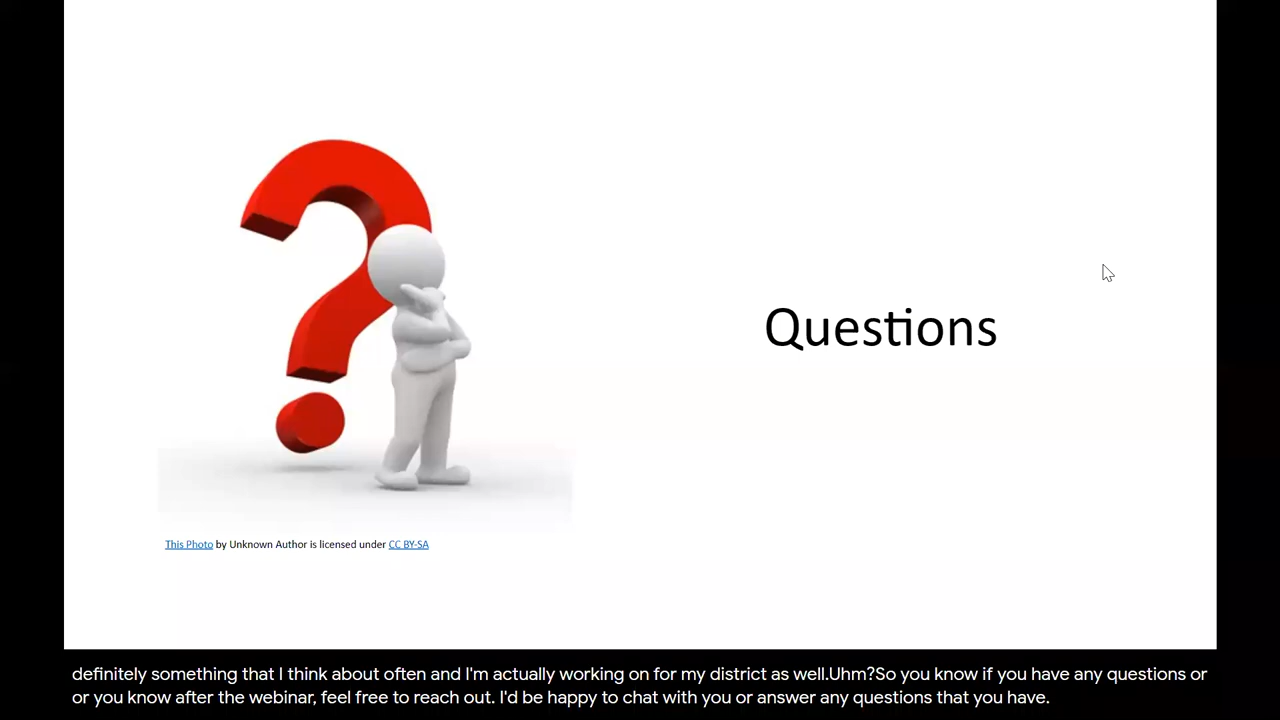 Questions
This Photo by Unknown Author is licensed under CC BY-SA
definitely something that I think about often and I'm actually working on for my district as well.Uhm?So you know if you have any questions or
or you know after the webinar, feel free to reach out. I'd be happy to chat with you or answer any questions that you have.